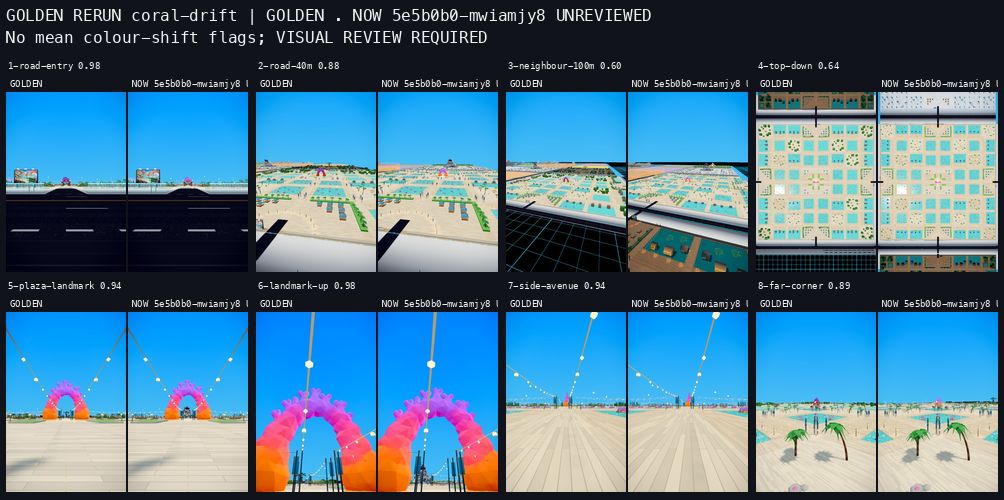 GOLDEN RERUN coral-drift | GOLDEN . NOW 5e5b0b0-mwiamjy8 UNREVIEWED
No mean colour-shift flags; VISUAL REVIEW REQUIRED
1-road-entry 0.98
2-road-40m 0.88
3-neighbour-100m 0.60
4-top-down 0.64
GOLDEN NOW 5e5b0b0-mwiamjy8 U
GOLDEN NOW 5e5b0b0-mwiamjy8 U
GOLDEN NOW 5e5b0b0-mwiamjy8 U
GOLDEN NOW 5e5b0b0-mwiamjy8 U
5-plaza-landmark 0.94
6-landmark-up 0.98
7-side-avenue 0.94
8-far-corner 0.89
GOLDEN NOW 5e5b0b0-mwiamjy8 U
GOLDEN NOW 5e5b0b0-mwiamjy8 U
GOLDEN NOW 5e5b0b0-mwiamjy8 U
GOLDEN NOW 5e5b0b0-mwiamjy8 U